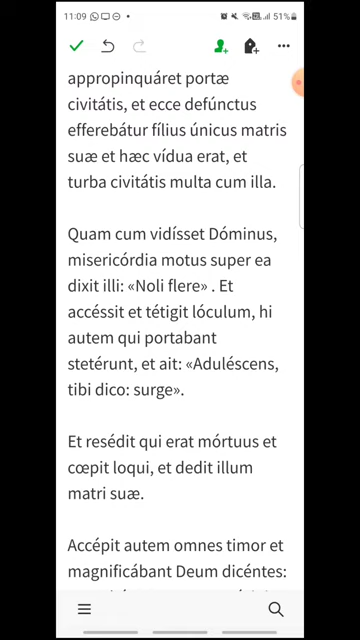 11:09
51%
appropinquáret portæ
civitátis, et ecce defúnctus
efferebátur fílius únicus matris
suæ et hæc vídua erat, et
turba civitátis multa cum illa.
Quam cum vidísset Dóminus,
misericórdia motus super ea
dixit illi: «Noli flere» . Et
accéssit et tétigit lóculum, hi
autem qui portabant
stetérunt, et ait: «Aduléscens,
tibi dico: surge».
Et resédit qui erat mórtuus et
cœpit loqui, et dedit illum
matri suæ.
Accépit autem omnes timor et
magnificábant Deum dicéntes: